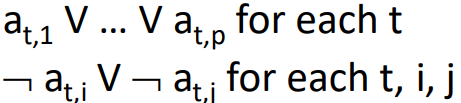 a_{t,1} V … V a_{t,p} for each t
¬ a_{t,i} V ¬ a_{t,j} for each t, i, j